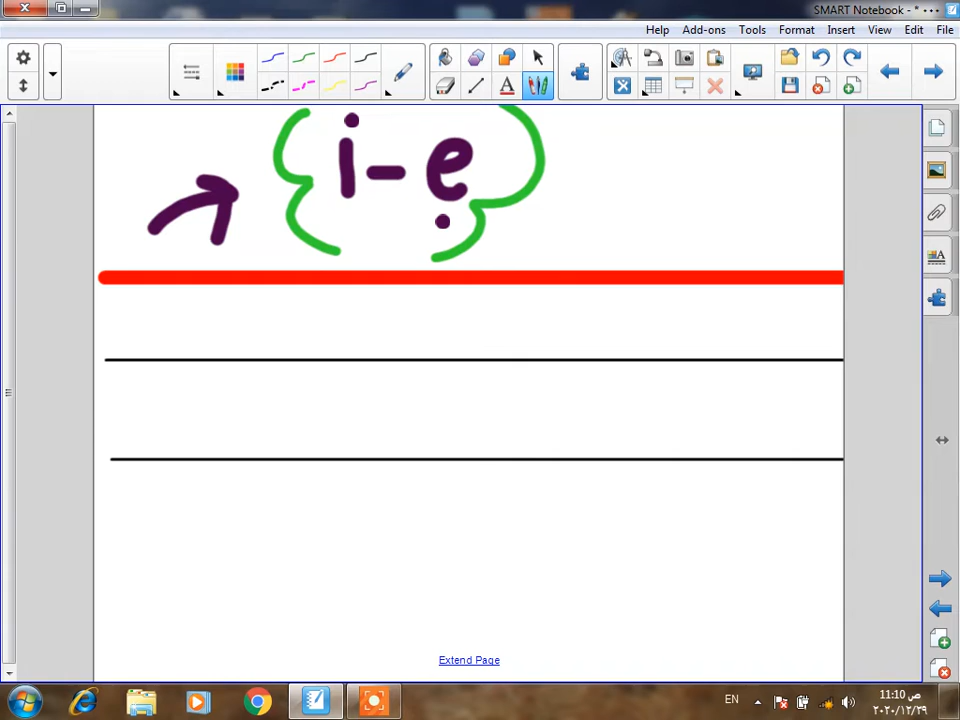 SMART Notebook - * •••
Help Add-ons Tools Format Insert View Edit File
i - e
Extend Page
EN
11:10 ص
٢٠٢٠/١٢/٢٩